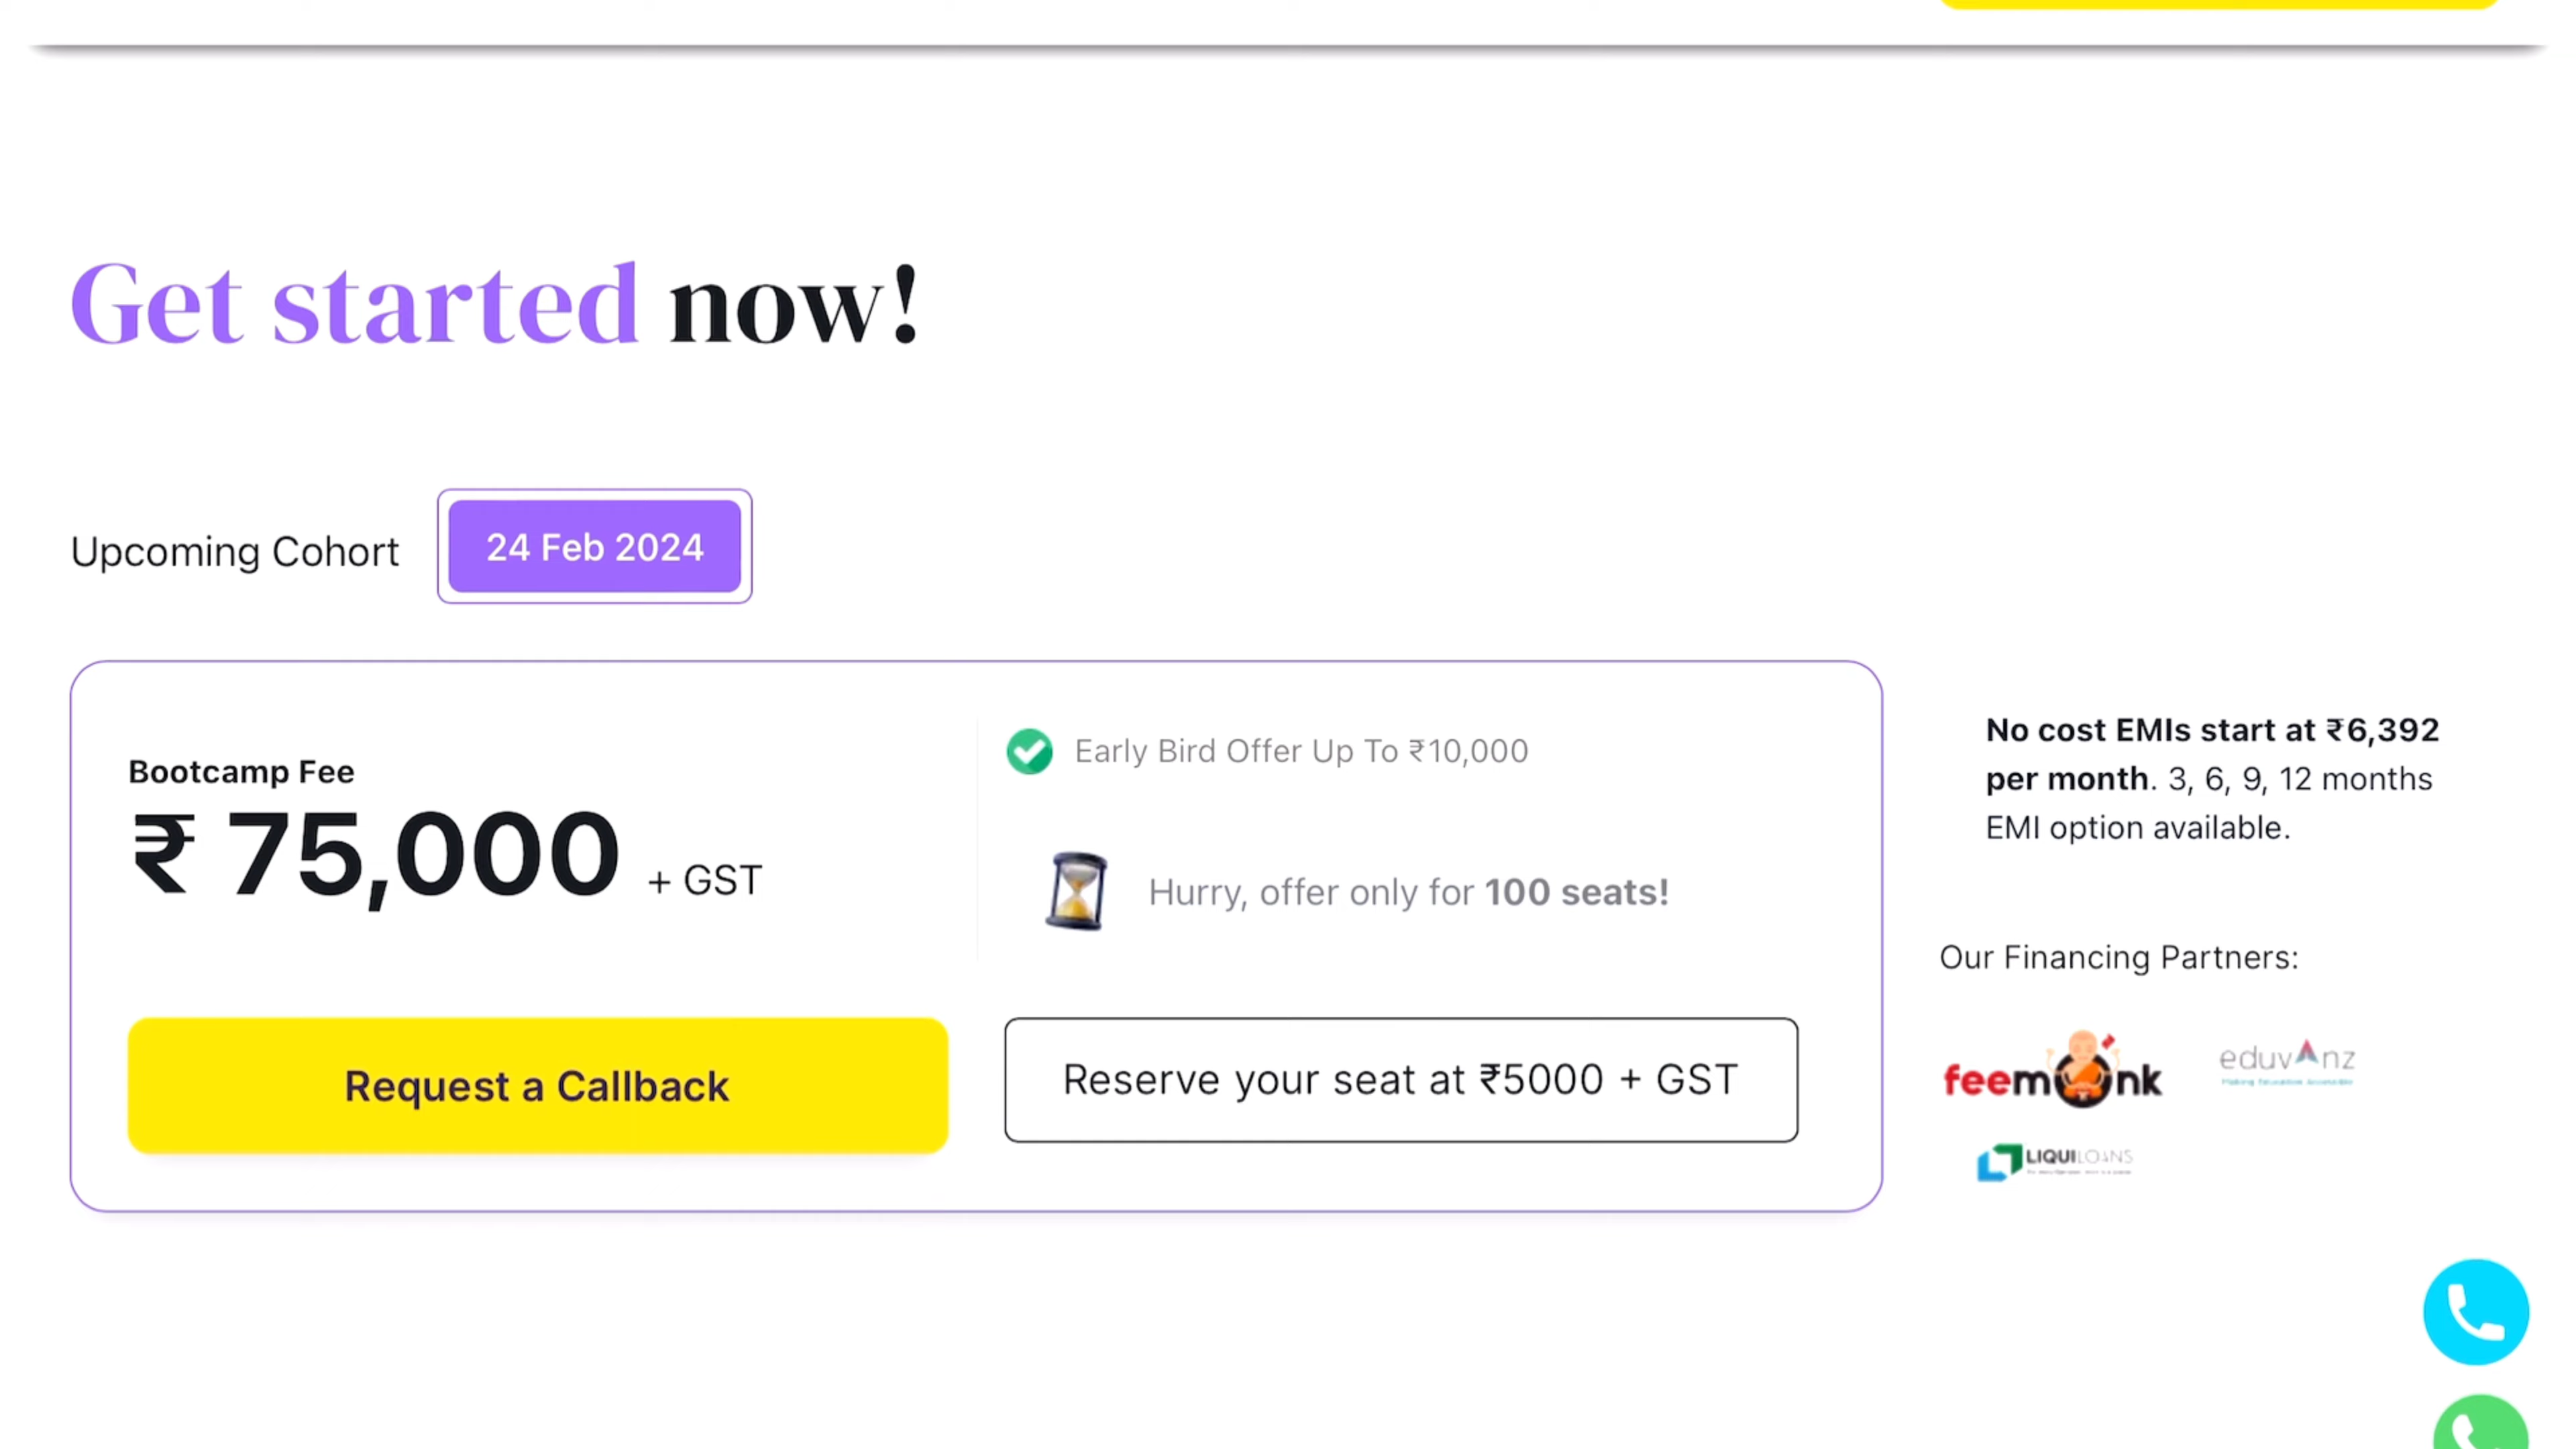 Get started now!
Upcoming Cohort
24 Feb 2024
Bootcamp Fee
₹ 75,000 + GST
Early Bird Offer Up To ₹10,000
Hurry, offer only for 100 seats!
Request a Callback
Reserve your seat at ₹5000 + GST
No cost EMIs start at ₹6,392
per month. 3, 6, 9, 12 months
EMI option available.
Our Financing Partners:
feemonk
eduvanz
LIQUILOANS